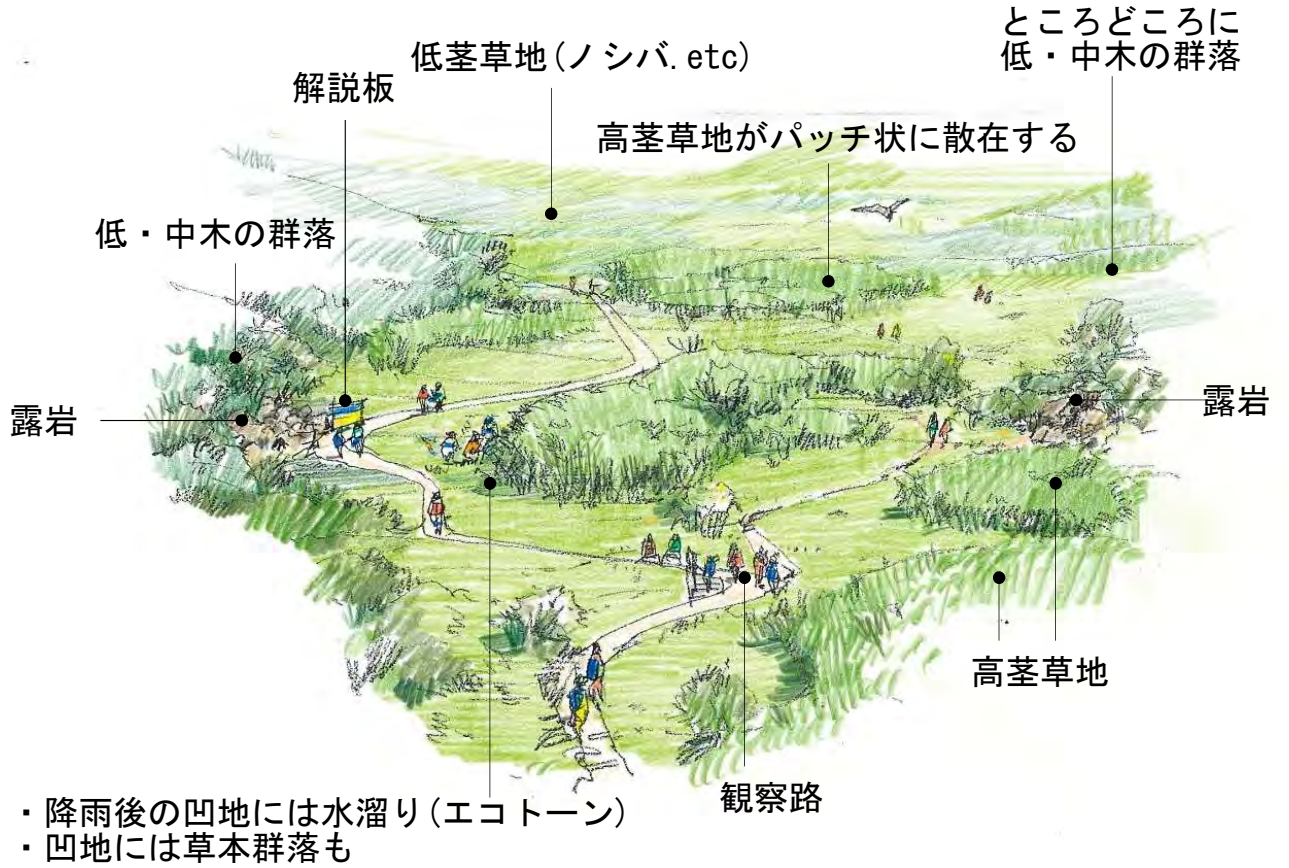 ところどころに
低・中木の群落
低茎草地(ノシバ.etc)
解説板
高茎草地がパッチ状に散在する
低・中木の群落
露岩
露岩
高茎草地
観察路
・降雨後の凹地には水溜り(エコトーン)
・凹地には草本群落も